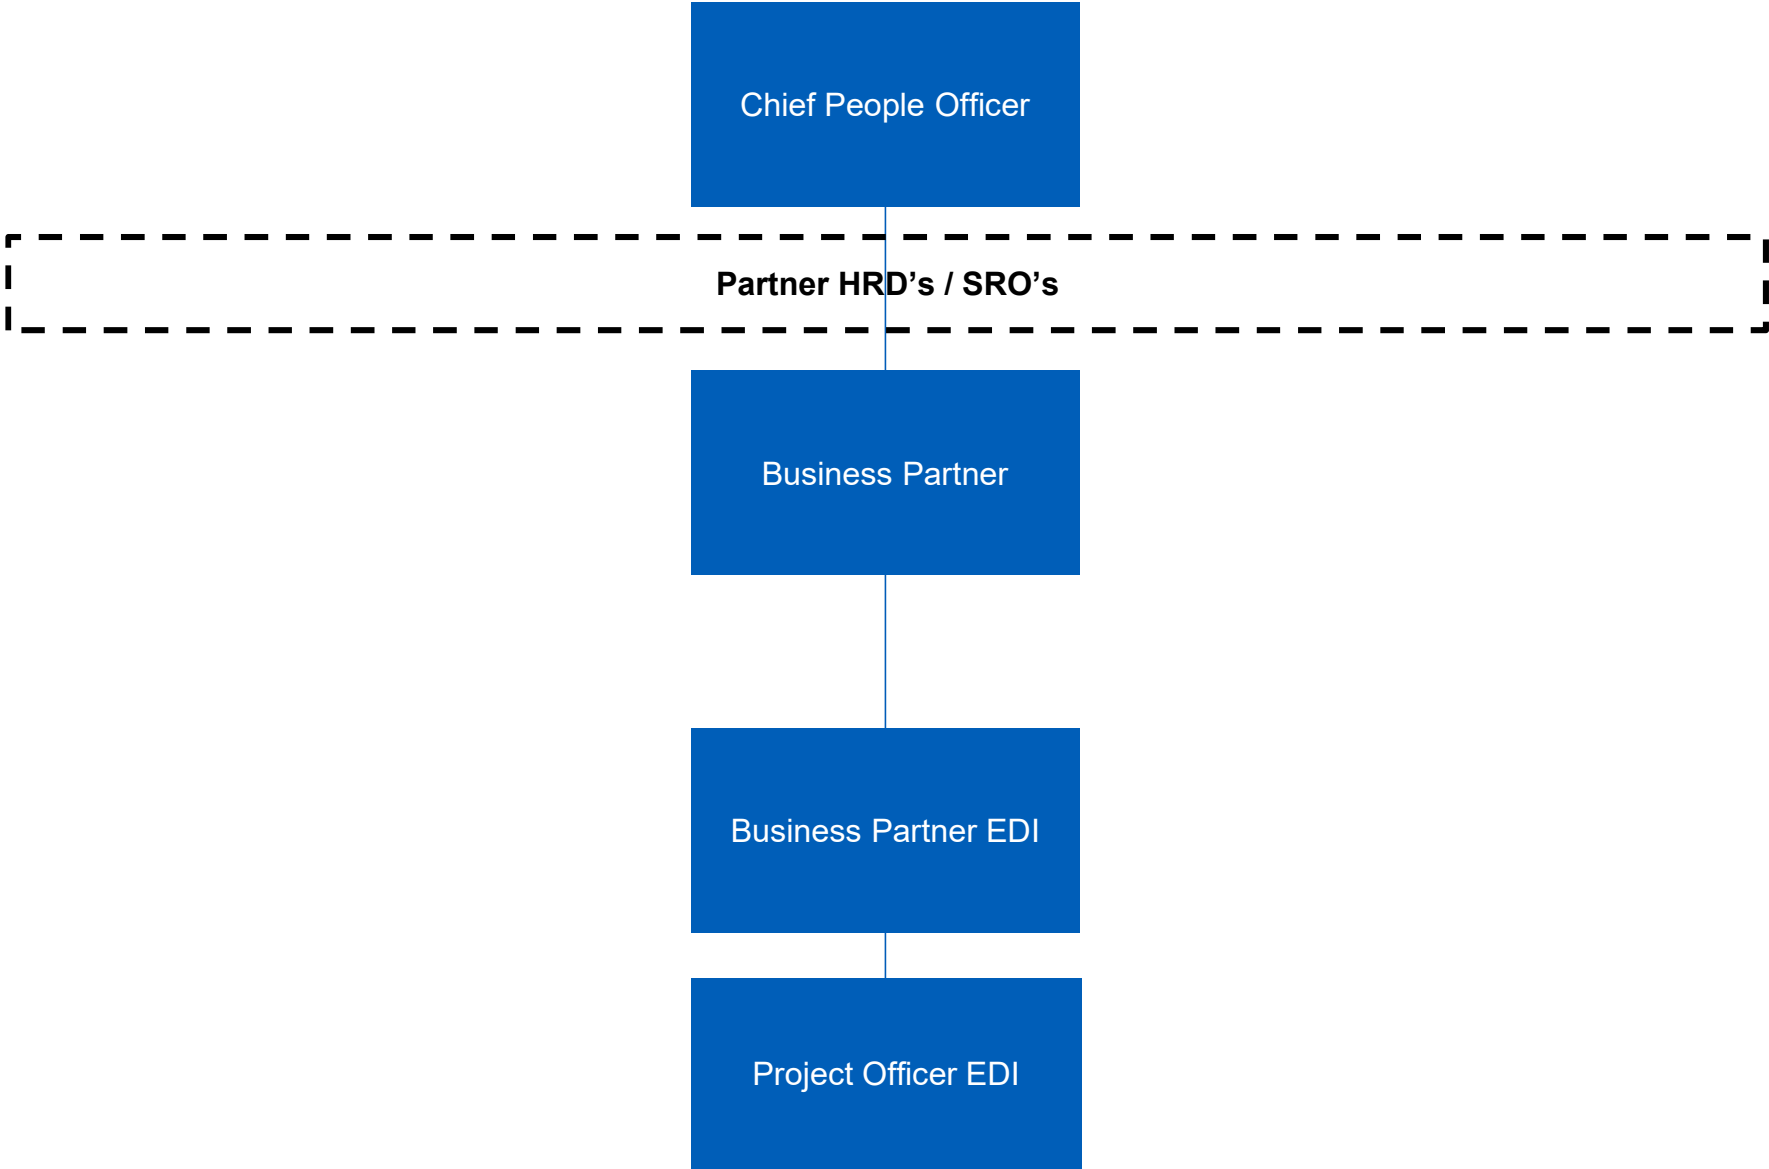 Chief People Officer
Partner HRD’s / SRO’s
Business Partner
Business Partner EDI
Project Officer EDI